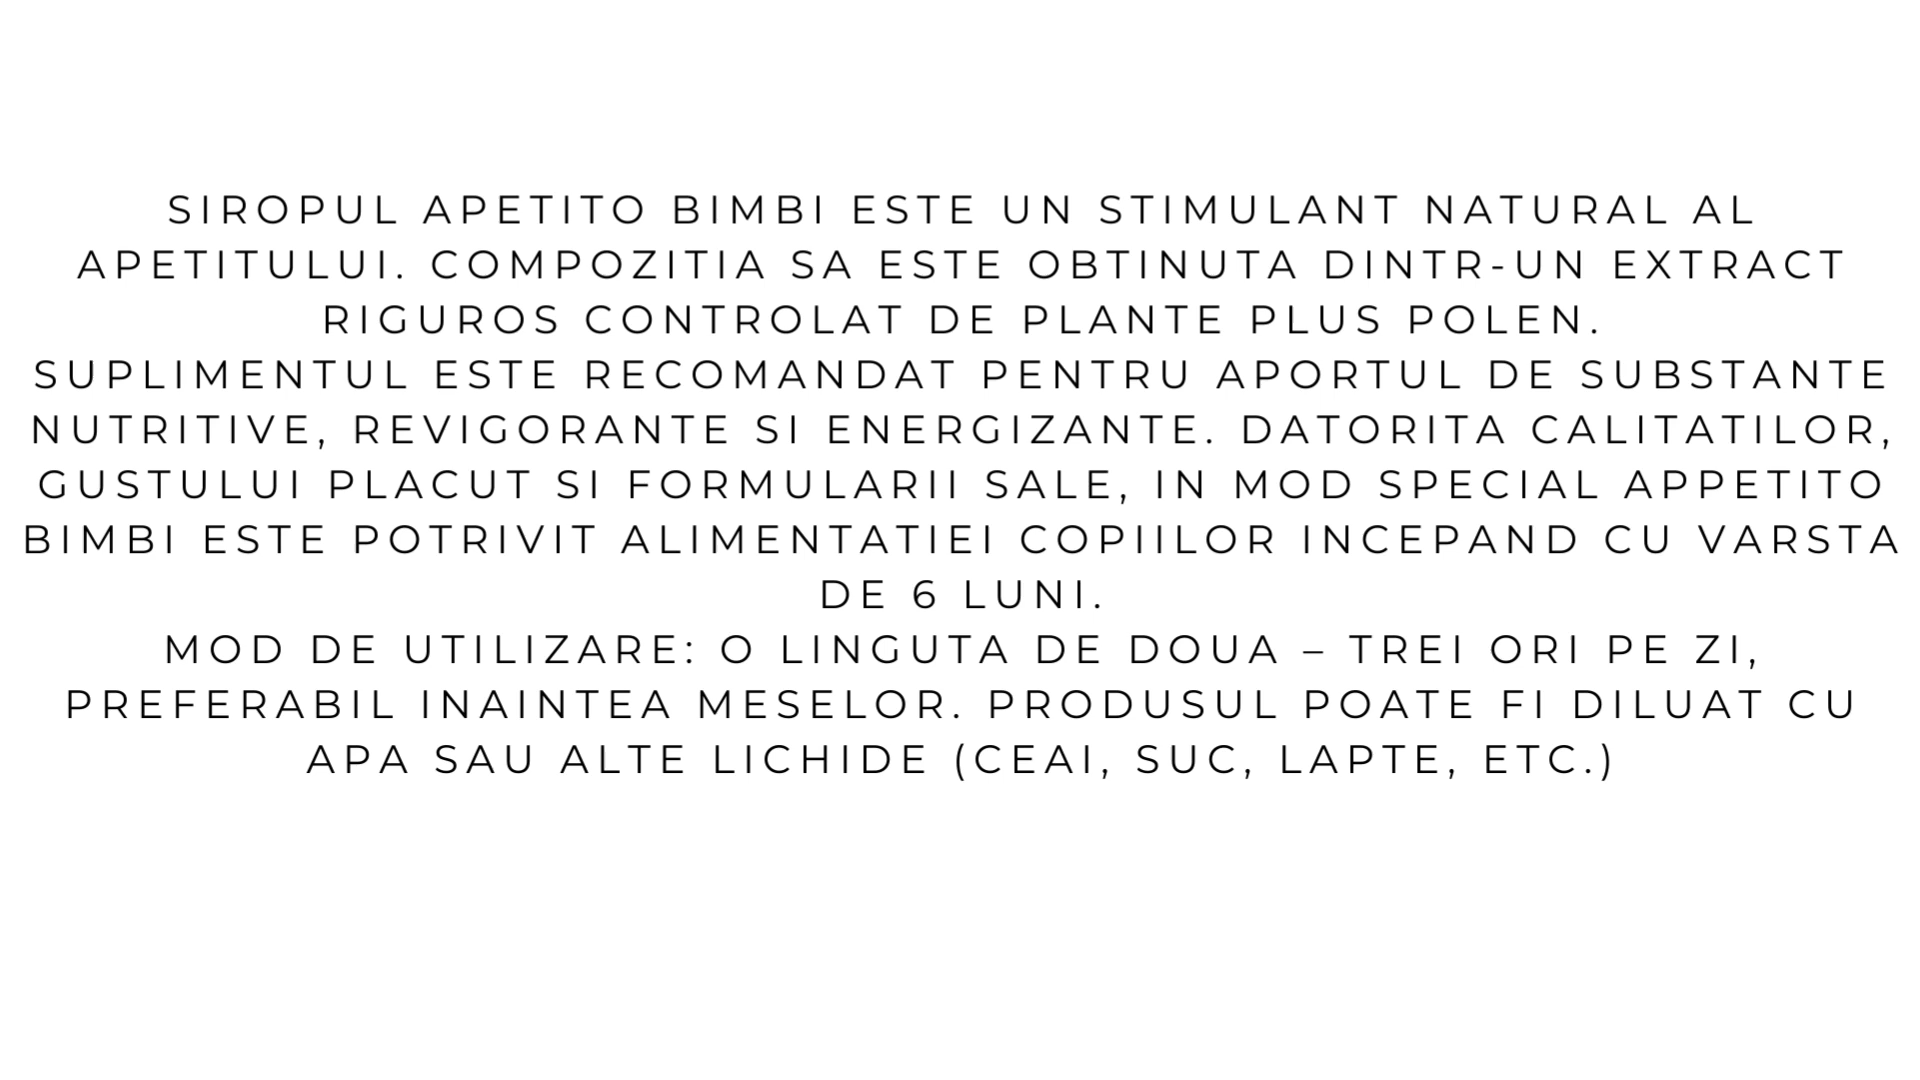 SIROPUL APETITO BIMBI ESTE UN STIMULANT NATURAL AL
APETITULUI. COMPOZITIA SA ESTE OBTINUTA DINTR-UN EXTRACT
RIGUROS CONTROLAT DE PLANTE PLUS POLEN.
SUPLIMENTUL ESTE RECOMANDAT PENTRU APORTUL DE SUBSTANTE
NUTRITIVE, REVIGORANTE SI ENERGIZANTE. DATORITA CALITATILOR,
GUSTULUI PLACUT SI FORMULARII SALE, IN MOD SPECIAL APPETITO
BIMBI ESTE POTRIVIT ALIMENTATIEI COPIILOR INCEPAND CU VARSTA
DE 6 LUNI.
MOD DE UTILIZARE: O LINGUTA DE DOUA – TREI ORI PE ZI,
PREFERABIL INAINTEA MESELOR. PRODUSUL POATE FI DILUAT CU
APA SAU ALTE LICHIDE (CEAI, SUC, LAPTE, ETC.)